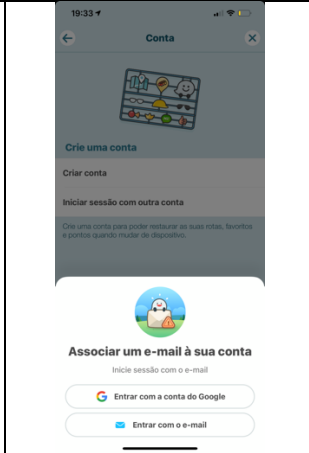 19:33
Conta
Crie uma conta
Criar conta
Iniciar sessão com outra conta
Crie uma conta para poder restaurar as suas rotas, favoritos
e pontos quando mudar de dispositivo.
Associar um e-mail à sua conta
Inicie sessão com o e-mail
Entrar com a conta do Google
Entrar com o e-mail